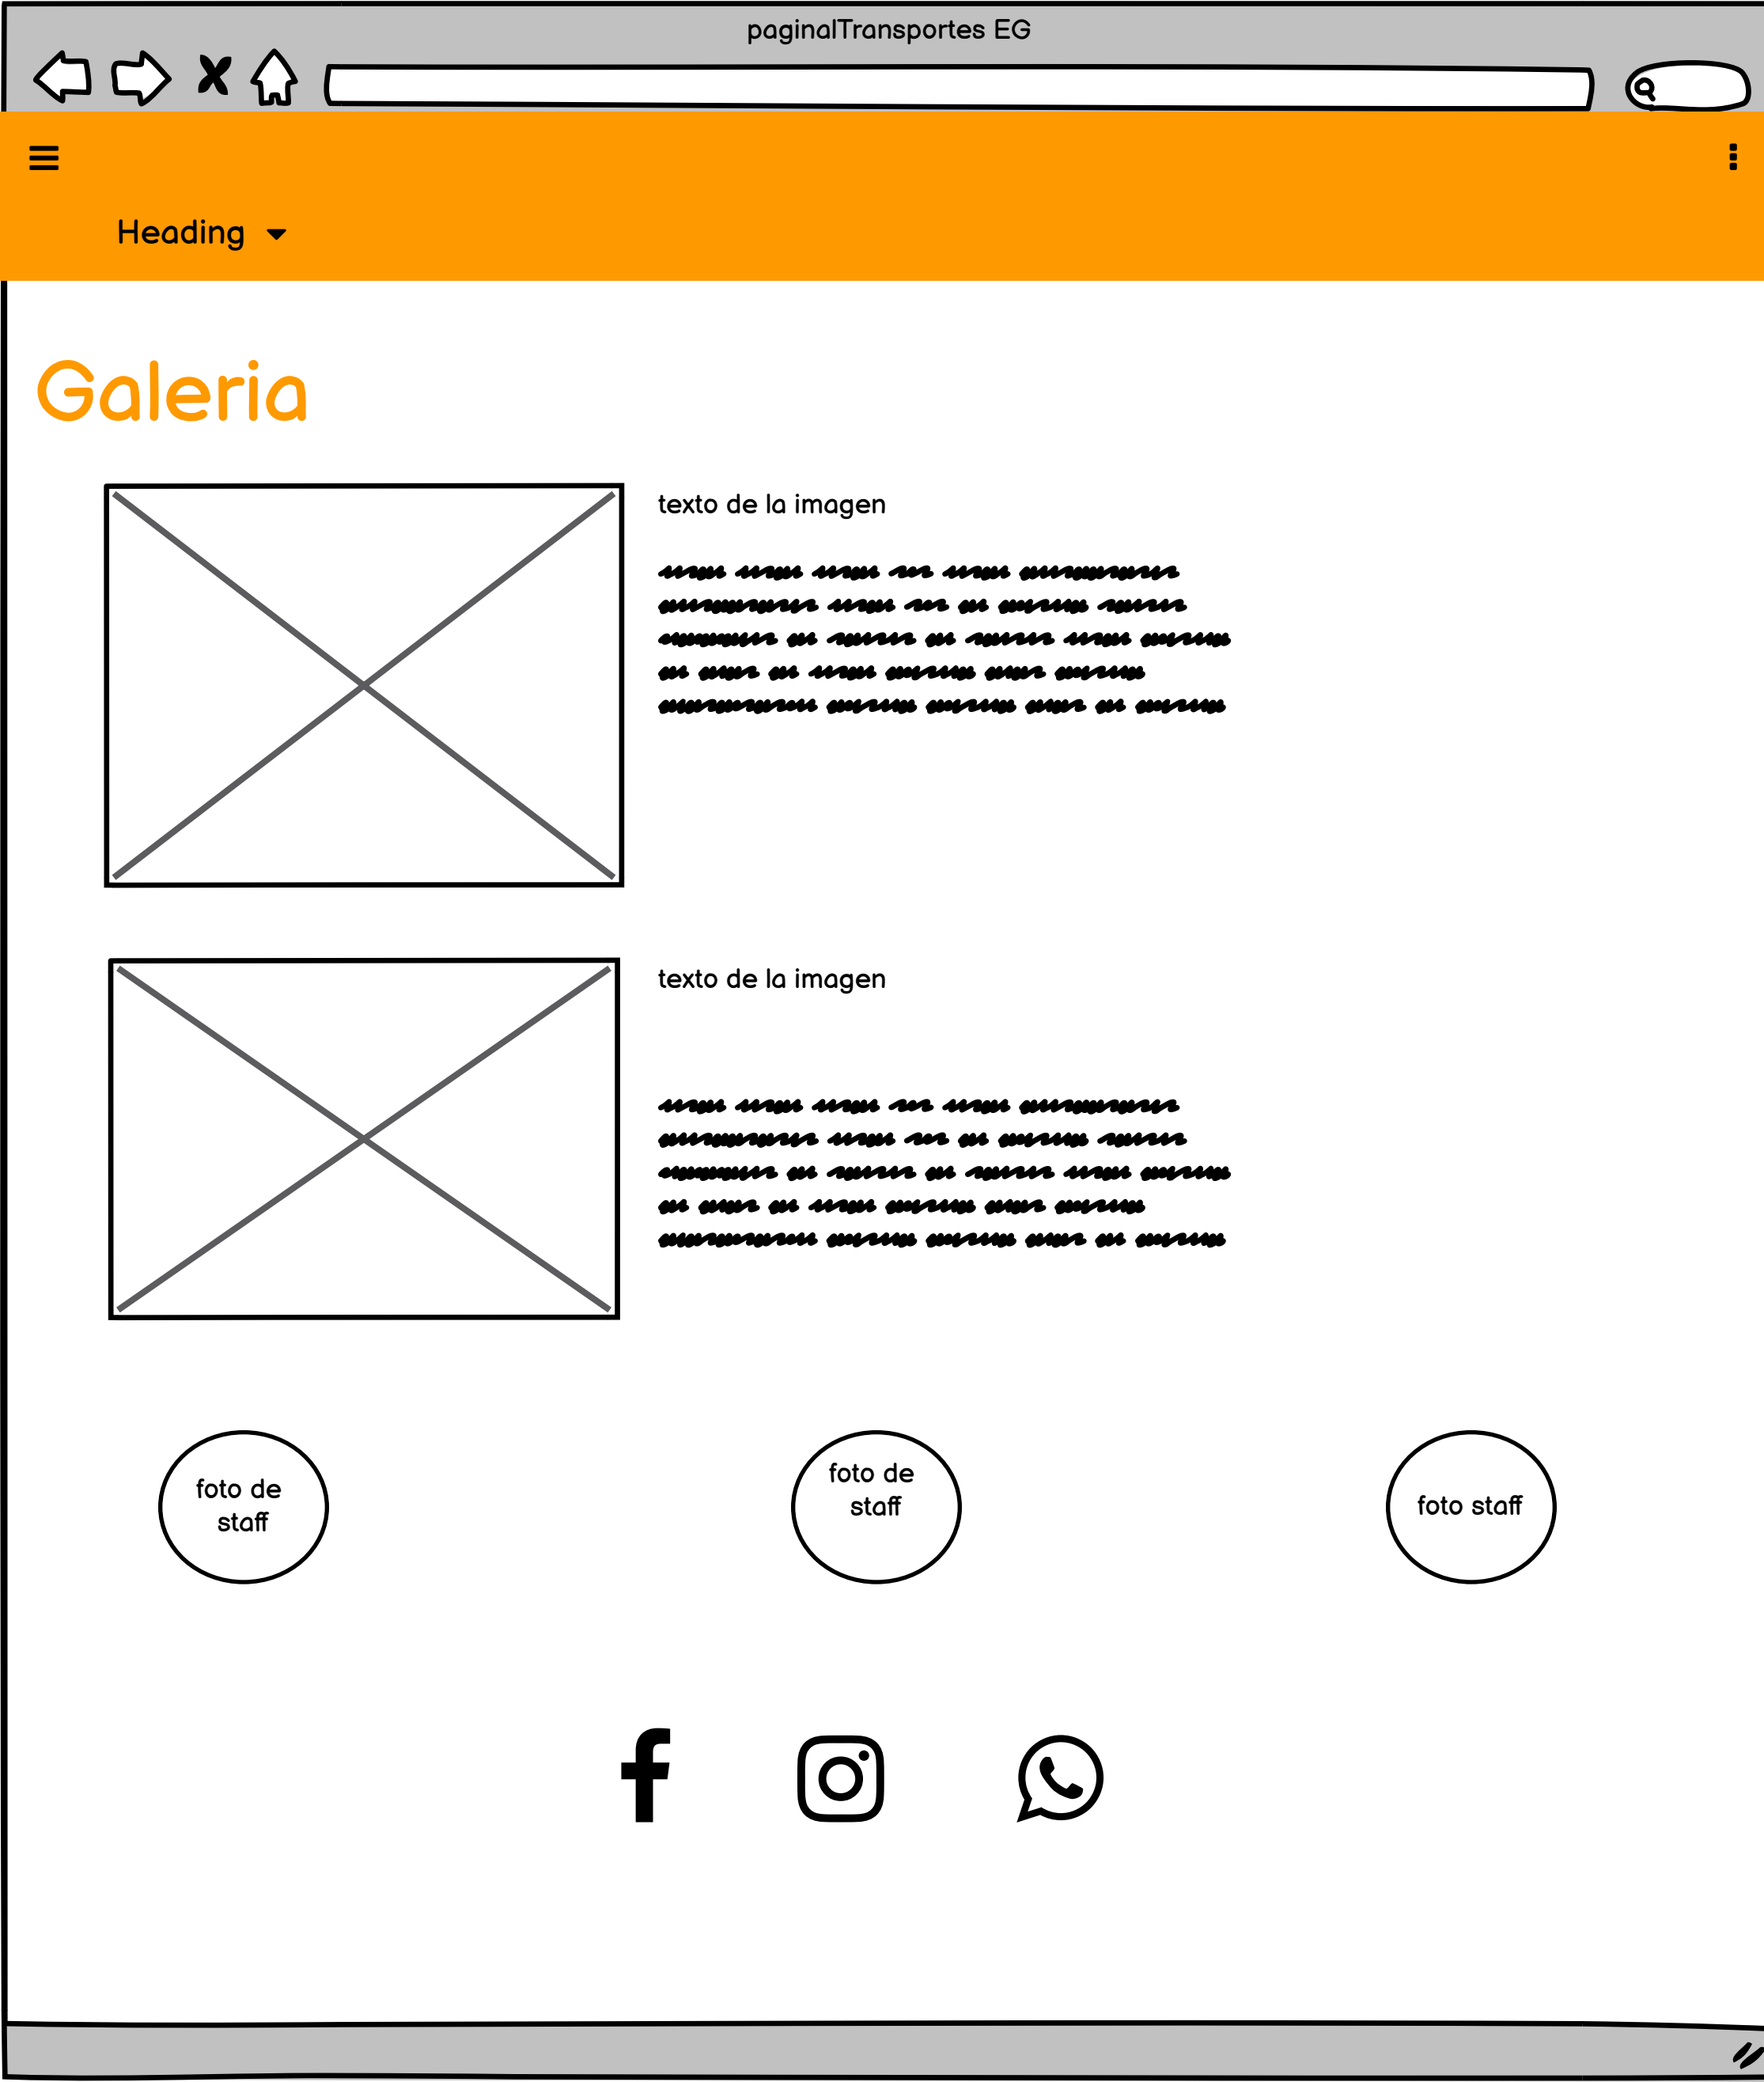 paginalTransportes EG
Heading
Galeria
texto de la imagen
texto de la imagen
foto de
staff
foto de
staff
foto staff